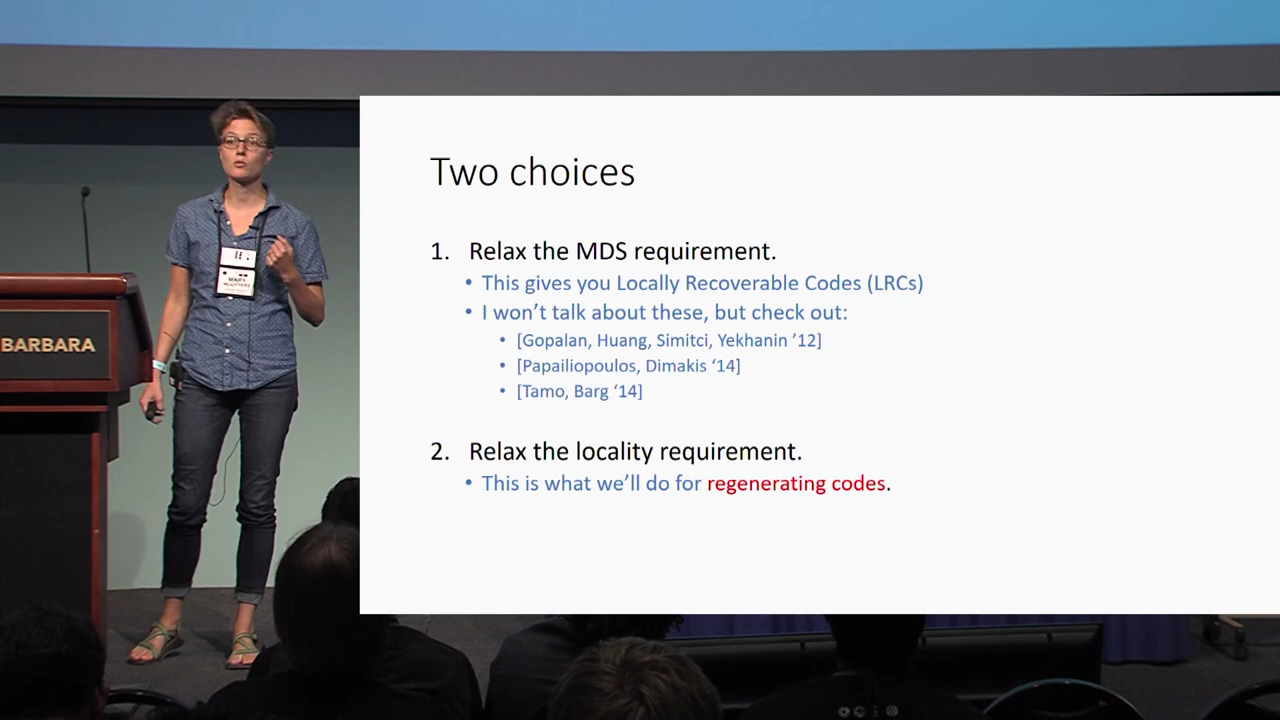 Two choices
1. Relax the MDS requirement.
• This gives you Locally Recoverable Codes (LRCs)
• I won't talk about these, but check out:
• [Gopalan, Huang, Simitci, Yekhanin '12]
• [Papailiopoulos, Dimakis '14]
• [Tamo, Barg '14]
2. Relax the locality requirement.
• This is what we'll do for regenerating codes.
BARBARA
MARY
WOOTTERS